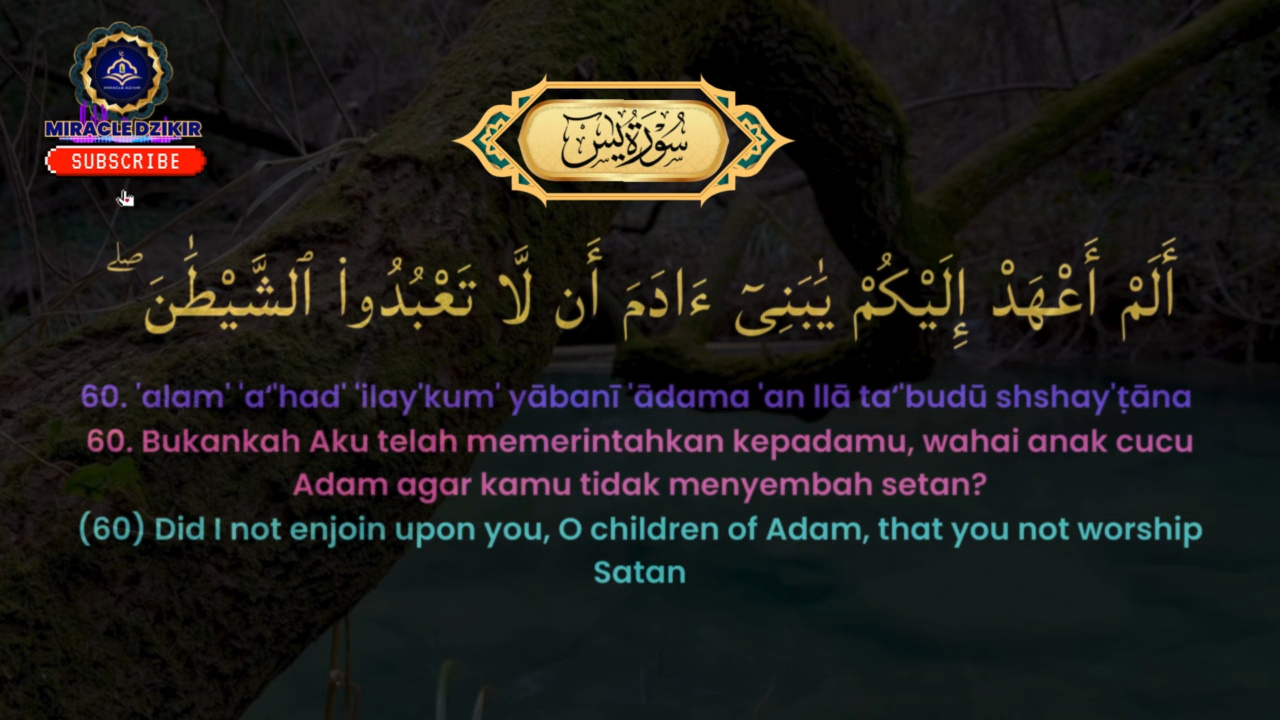 MIRACLE DZIKIR
SUBSCRIBE
سُورَةُ يس
أَلَمْ أَعْهَدْ إِلَيْكُمْ يَٰبَنِىٓ ءَادَمَ أَن لَّا تَعْبُدُوا۟ ٱلشَّيْطَٰنَ ۖ
60. 'alam' 'a‘'had' 'ilay'kum' yābanī 'ādama 'an llā ta‘'budū shshay'ṭāna
60. Bukankah Aku telah memerintahkan kepadamu, wahai anak cucu
Adam agar kamu tidak menyembah setan?
(60) Did I not enjoin upon you, O children of Adam, that you not worship
Satan